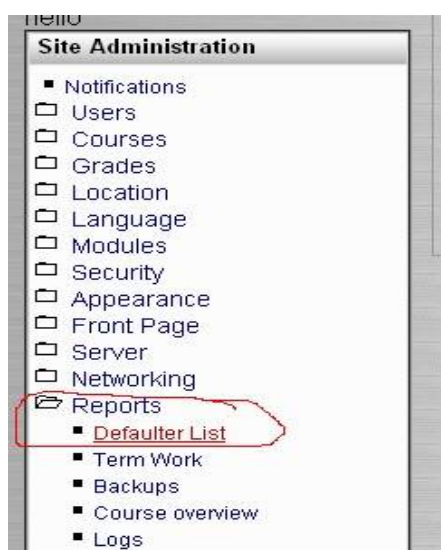 hello
Site Administration
Notifications
Users
Courses
Grades
Location
Language
Modules
Security
Appearance
Front Page
Server
Networking
Reports
Defaulter List
Term Work
Backups
Course overview
Logs